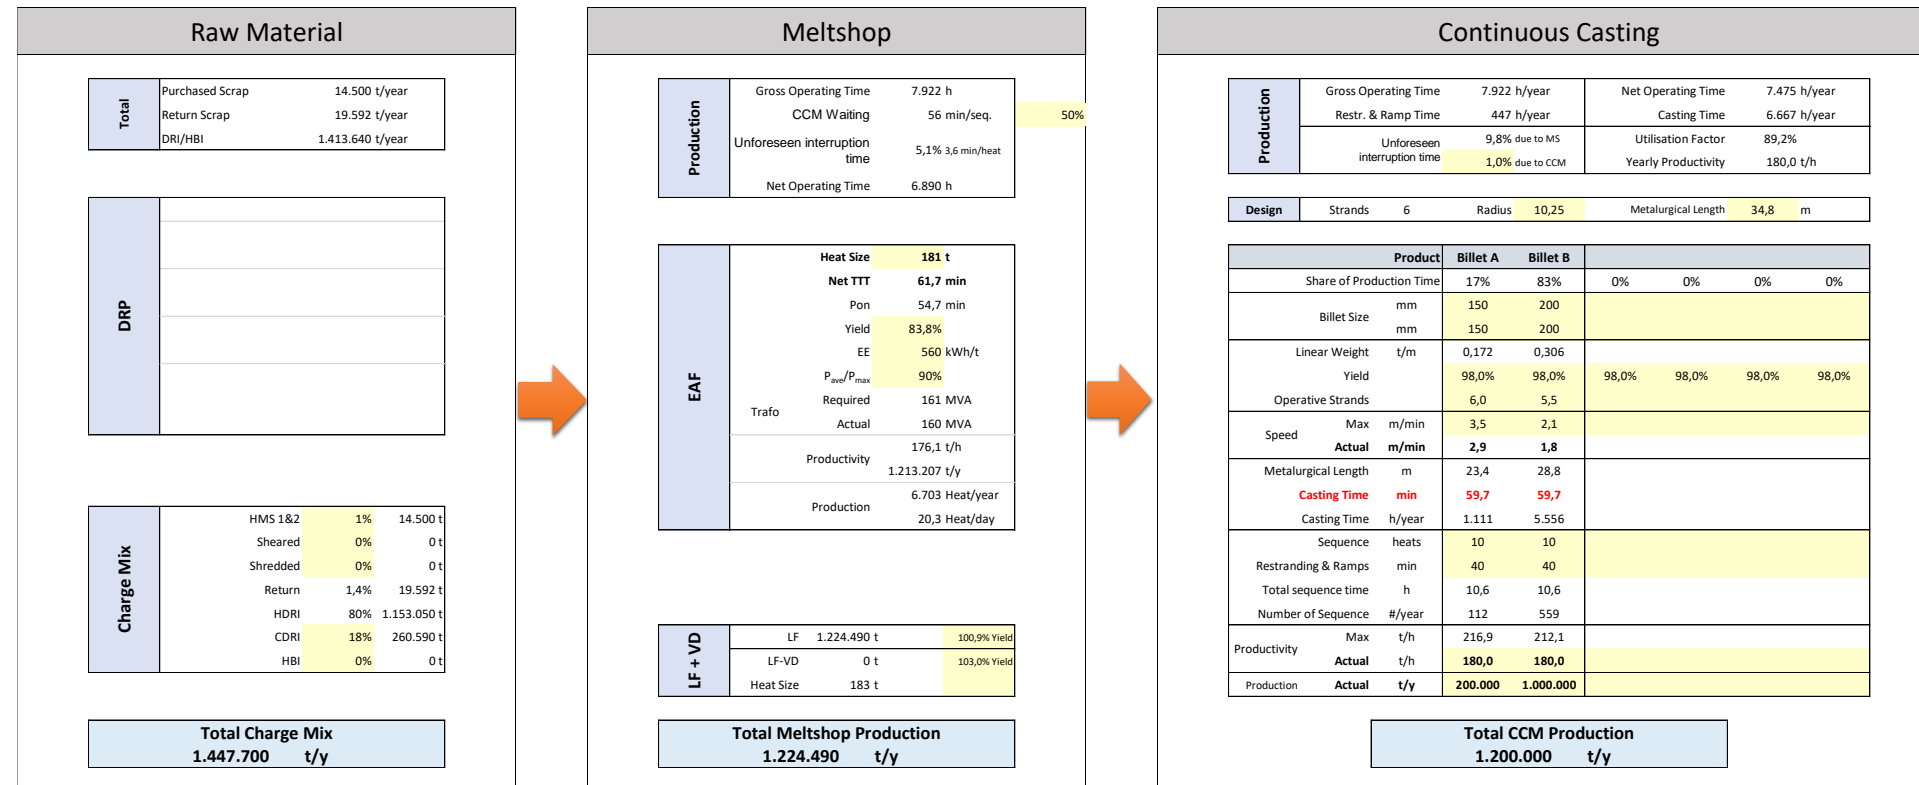 Raw Material
Total
Purchased Scrap 14.500 t/year
Return Scrap 19.592 t/year
DRI/HBI 1.413.640 t/year
DRP
Charge Mix
HMS 1&2 1% 14.500 t
Sheared 0% 0 t
Shredded 0% 0 t
Return 1,4% 19.592 t
HDRI 80% 1.153.050 t
CDRI 18% 260.590 t
HBI 0% 0 t
Total Charge Mix
1.447.700 t/y
Meltshop
Production
Gross Operating Time 7.922 h
CCM Waiting 56 min/seq. 50%
Unforeseen interruption
time 5,1% 3,6 min/heat
Net Operating Time 6.890 h
EAF
Heat Size 181 t
Net TTT 61,7 min
Pon 54,7 min
Yield 83,8%
EE 560 kWh/t
Pave/Pmax 90%
Trafo
Required 161 MVA
Actual 160 MVA
Productivity
176,1 t/h
1.213.207 t/y
Production
6.703 Heat/year
20,3 Heat/day
LF + VD
LF 1.224.490 t 100,9% Yield
LF-VD 0 t 103,0% Yield
Heat Size 183 t
Total Meltshop Production
1.224.490 t/y
Continuous Casting
Production
Gross Operating Time 7.922 h/year Net Operating Time 7.475 h/year
Restr. & Ramp Time 447 h/year Casting Time 6.667 h/year
Unforeseen
interruption time
9,8% due to MS Utilisation Factor 89,2%
1,0% due to CCM Yearly Productivity 180,0 t/h
Design Strands 6 Radius 10,25 Metalurgical Length 34,8 m
Product Billet A Billet B
Share of Production Time 17% 83% 0% 0% 0% 0%
Billet Size
mm 150 200
mm 150 200
Linear Weight t/m 0,172 0,306
Yield 98,0% 98,0% 98,0% 98,0% 98,0% 98,0%
Operative Strands 6,0 5,5
Speed
Max m/min 3,5 2,1
Actual m/min 2,9 1,8
Metalurgical Length m 23,4 28,8
Casting Time min 59,7 59,7
Casting Time h/year 1.111 5.556
Sequence heats 10 10
Restranding & Ramps min 40 40
Total sequence time h 10,6 10,6
Number of Sequence #/year 112 559
Productivity
Max t/h 216,9 212,1
Actual t/h 180,0 180,0
Production Actual t/y 200.000 1.000.000
Total CCM Production
1.200.000 t/y